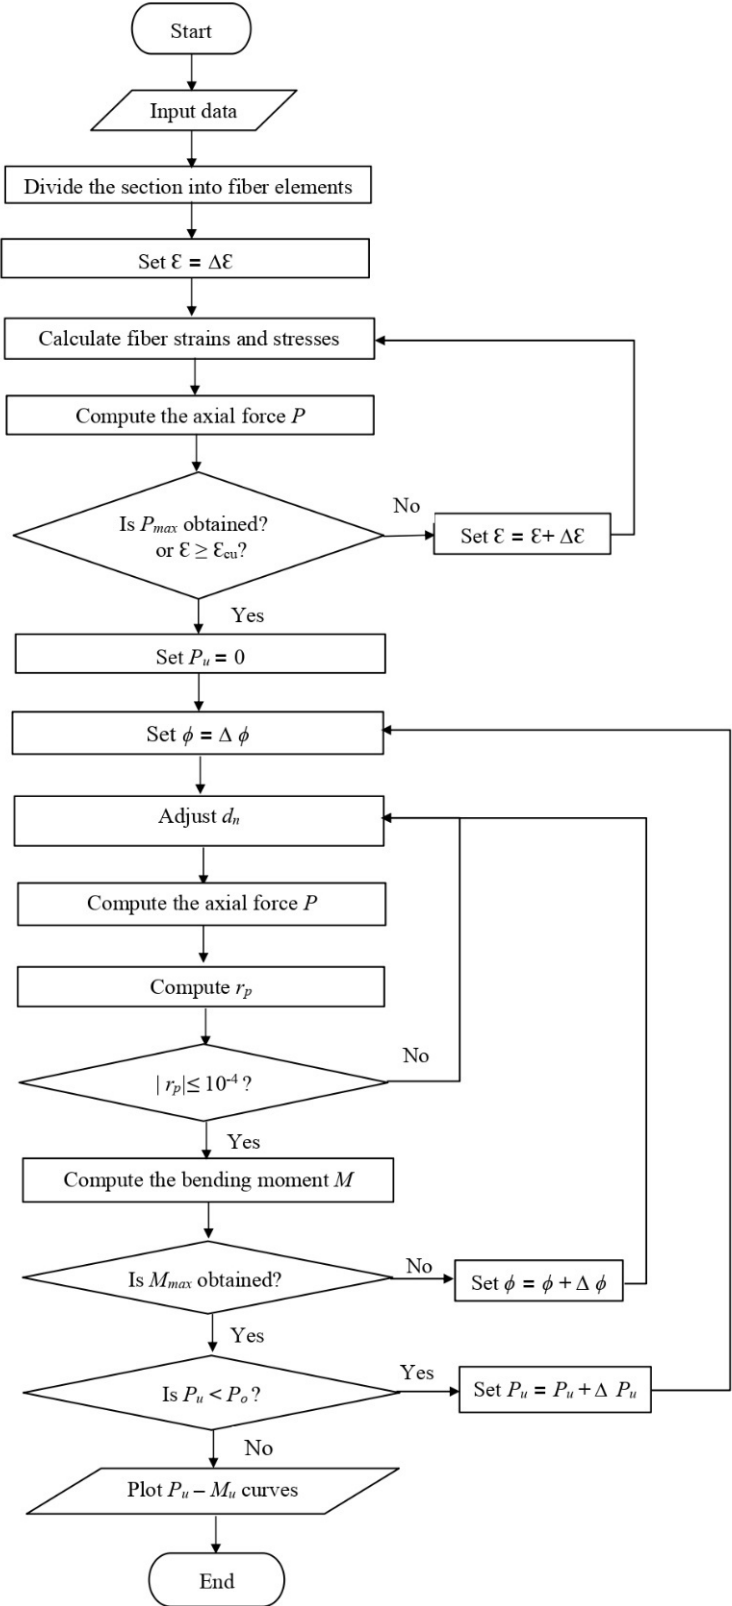 Start
Input data
Divide the section into fiber elements
Set Ɛ = ΔƐ
Calculate fiber strains and stresses
Compute the axial force P
Is Pmax obtained?
or Ɛ ≥ Ɛcu?
No
Set Ɛ = Ɛ+ ΔƐ
Yes
Set Pu = 0
Set ϕ = Δ ϕ
Adjust dn
Compute the axial force P
Compute rp
| rp|≤ 10-4 ?
No
Yes
Compute the bending moment M
Is Mmax obtained?
No
Set ϕ = ϕ + Δ ϕ
Yes
Is Pu < Po ?
Yes
Set Pu = Pu + Δ Pu
No
Plot Pu – Mu curves
End